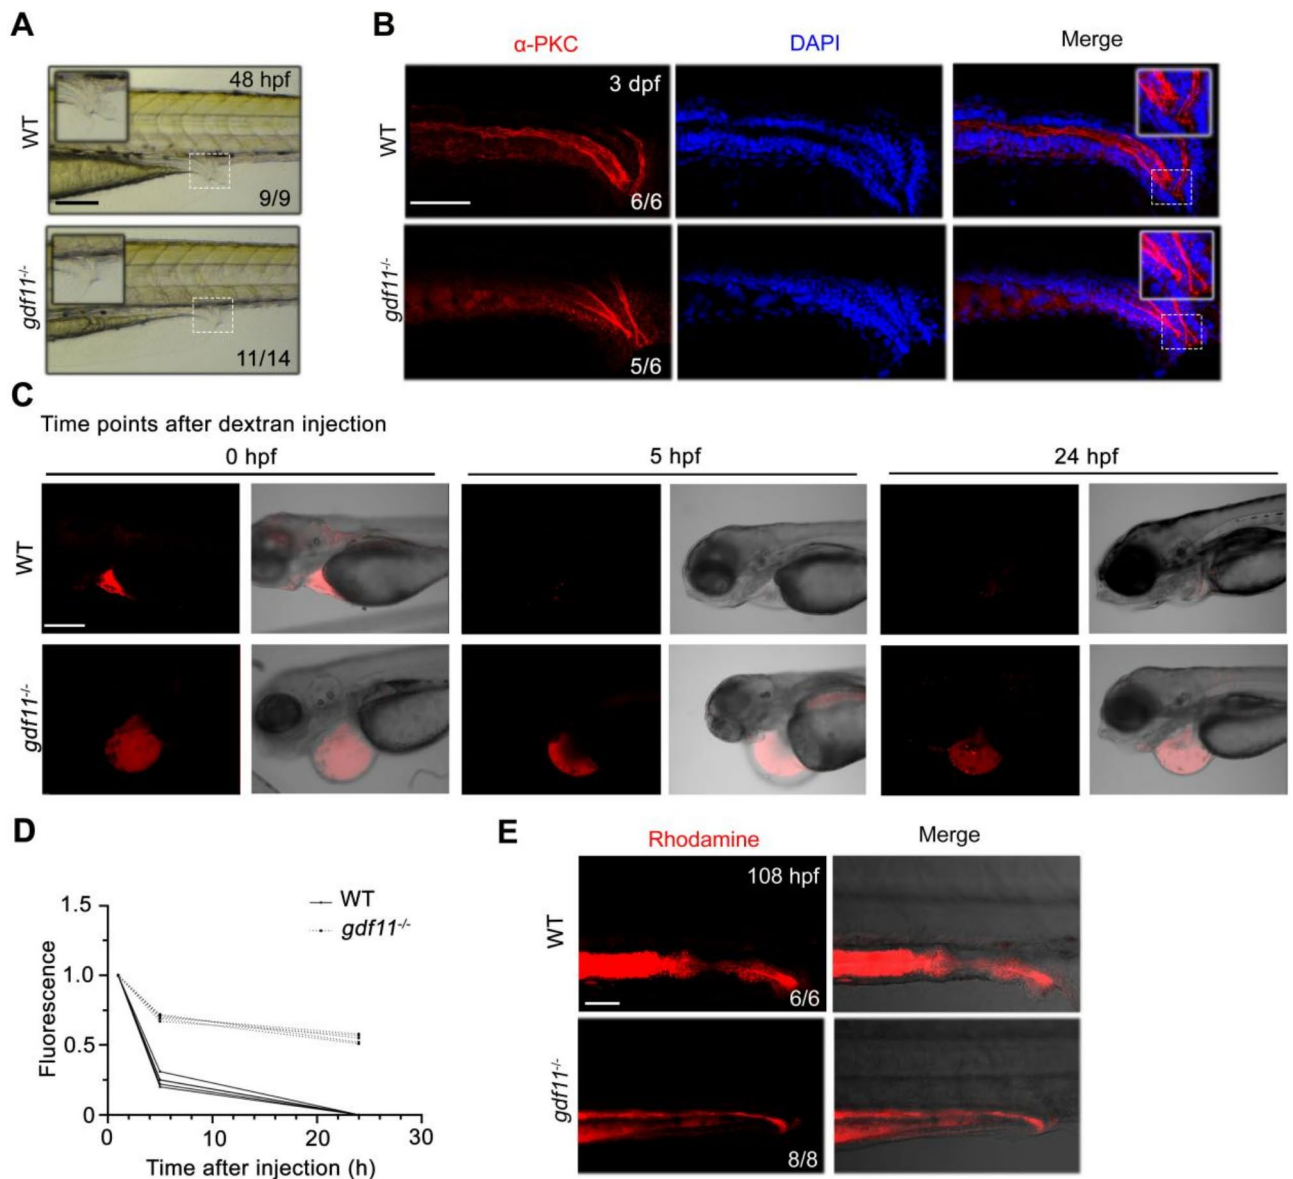 A
48 hpf
WT
9/9
gdf11-/-
11/14
B
α-PKC
DAPI
Merge
3 dpf
WT
6/6
gdf11-/-
5/6
C
Time points after dextran injection
0 hpf
5 hpf
24 hpf
WT
gdf11-/-
D
1.5
1.0
0.5
0
Fluorescence
WT
gdf11-/-
0
10
20
30
Time after injection (h)
E
Rhodamine
Merge
108 hpf
WT
6/6
gdf11-/-
8/8